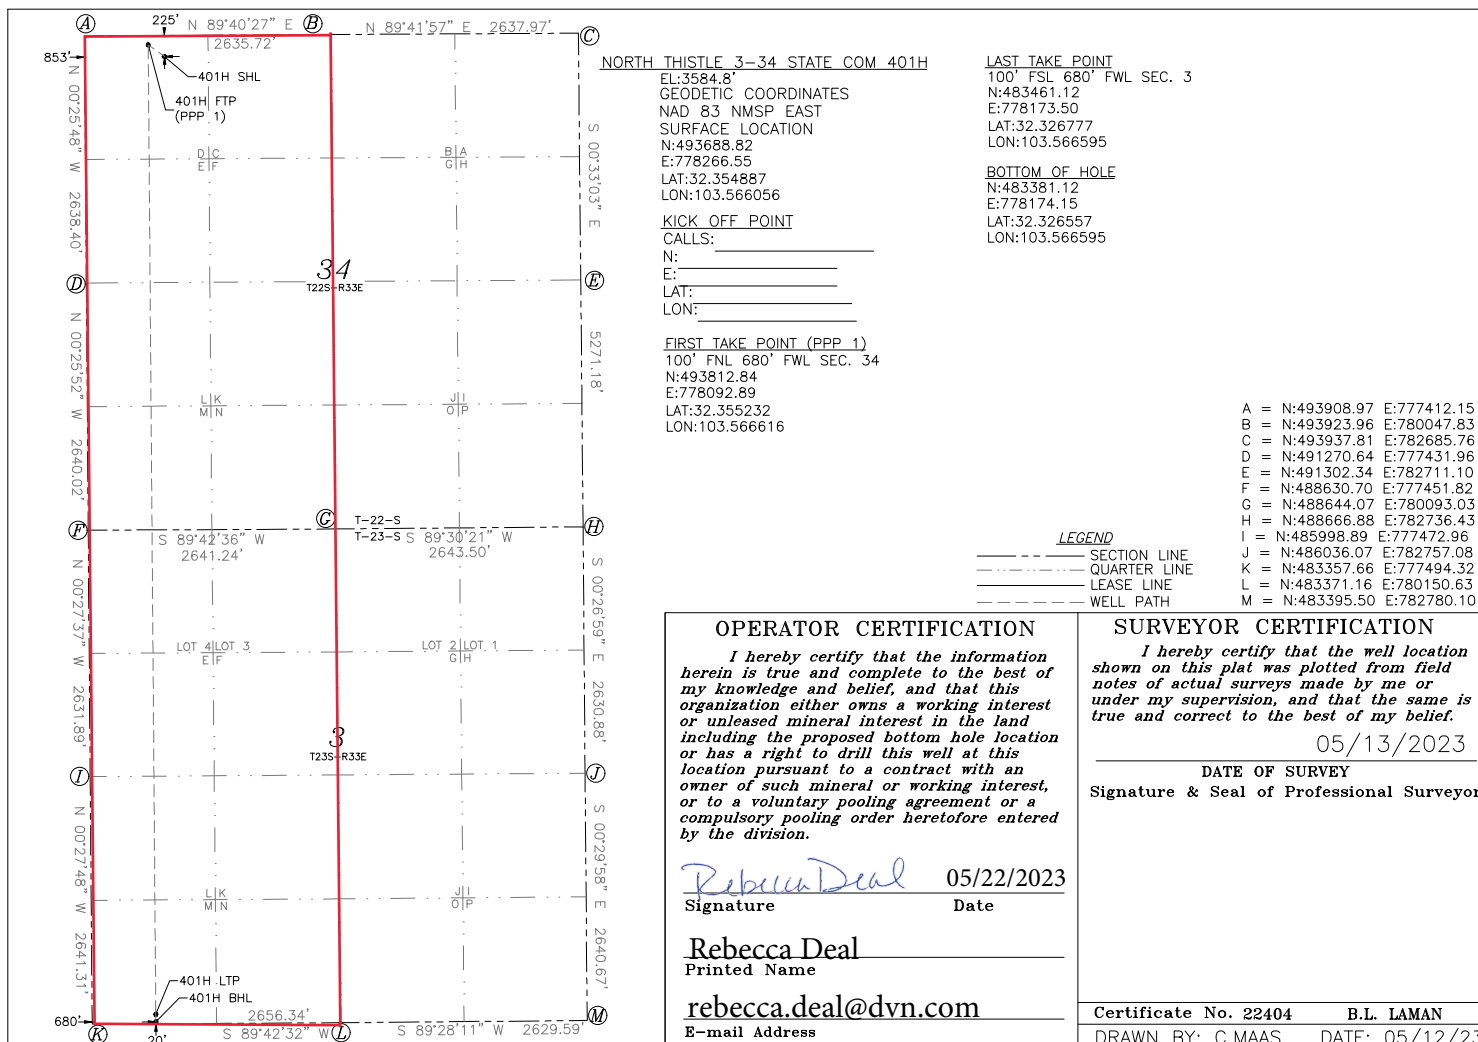 A
225'
N 89°40'27" E
B
N 89°41'57" E 2637.97'
C
2635.72'
853'
401H SHL
401H FTP
(PPP 1)
N 00°25'48" W 2638.40'
S 00°33'03" E 5271.18'
D C
E F
B A
G H
34
T22S-R33E
D
E
N 00°25'52" W 2640.02'
L K
M N
J I
O P
F
G
T-22-S
T-23-S
H
S 89°42'36" W
2641.24'
S 89°30'21" W
2643.50'
N 00°27'37" W 2631.89'
S 00°26'59" E 2630.88'
LOT 4 LOT 3
E F
LOT 2 LOT 1
G H
3
T23S-R33E
I
J
N 00°27'48" W 2641.31'
S 00°29'58" E 2640.67'
L K
M N
J I
O P
401H LTP
401H BHL
680'
2656.34'
K
20'
S 89°42'32" W
L
S 89°28'11" W 2629.59'
M
NORTH THISTLE 3-34 STATE COM 401H
EL:3584.8'
GEODETIC COORDINATES
NAD 83 NMSP EAST
SURFACE LOCATION
N:493688.82
E:778266.55
LAT:32.354887
LON:103.566056
KICK OFF POINT
CALLS:
N:
E:
LAT:
LON:
FIRST TAKE POINT (PPP 1)
100' FNL 680' FWL SEC. 34
N:493812.84
E:778092.89
LAT:32.355232
LON:103.566616
LAST TAKE POINT
100' FSL 680' FWL SEC. 3
N:483461.12
E:778173.50
LAT:32.326777
LON:103.566595
BOTTOM OF HOLE
N:483381.12
E:778174.15
LAT:32.326557
LON:103.566595
A = N:493908.97 E:777412.15
B = N:493923.96 E:780047.83
C = N:493937.81 E:782685.76
D = N:491270.64 E:777431.96
E = N:491302.34 E:782711.10
F = N:488630.70 E:777451.82
G = N:488644.07 E:780093.03
H = N:488666.88 E:782736.43
I = N:485998.89 E:777472.96
J = N:486036.07 E:782757.08
K = N:483357.66 E:777494.32
L = N:483371.16 E:780150.63
M = N:483395.50 E:782780.10
LEGEND
SECTION LINE
QUARTER LINE
LEASE LINE
WELL PATH
OPERATOR CERTIFICATION
I hereby certify that the information
herein is true and complete to the best of
my knowledge and belief, and that this
organization either owns a working interest
or unleased mineral interest in the land
including the proposed bottom hole location
or has a right to drill this well at this
location pursuant to a contract with an
owner of such mineral or working interest,
or to a voluntary pooling agreement or a
compulsory pooling order heretofore entered
by the division.
Rebecca Deal 05/22/2023
Signature Date
Rebecca Deal
Printed Name
rebecca.deal@dvn.com
E-mail Address
SURVEYOR CERTIFICATION
I hereby certify that the well location
shown on this plat was plotted from field
notes of actual surveys made by me or
under my supervision, and that the same is
true and correct to the best of my belief.
05/13/2023
DATE OF SURVEY
Signature & Seal of Professional Surveyor
Certificate No. 22404 B.L. LAMAN
DRAWN BY: C.MAAS DATE: 05/12/23